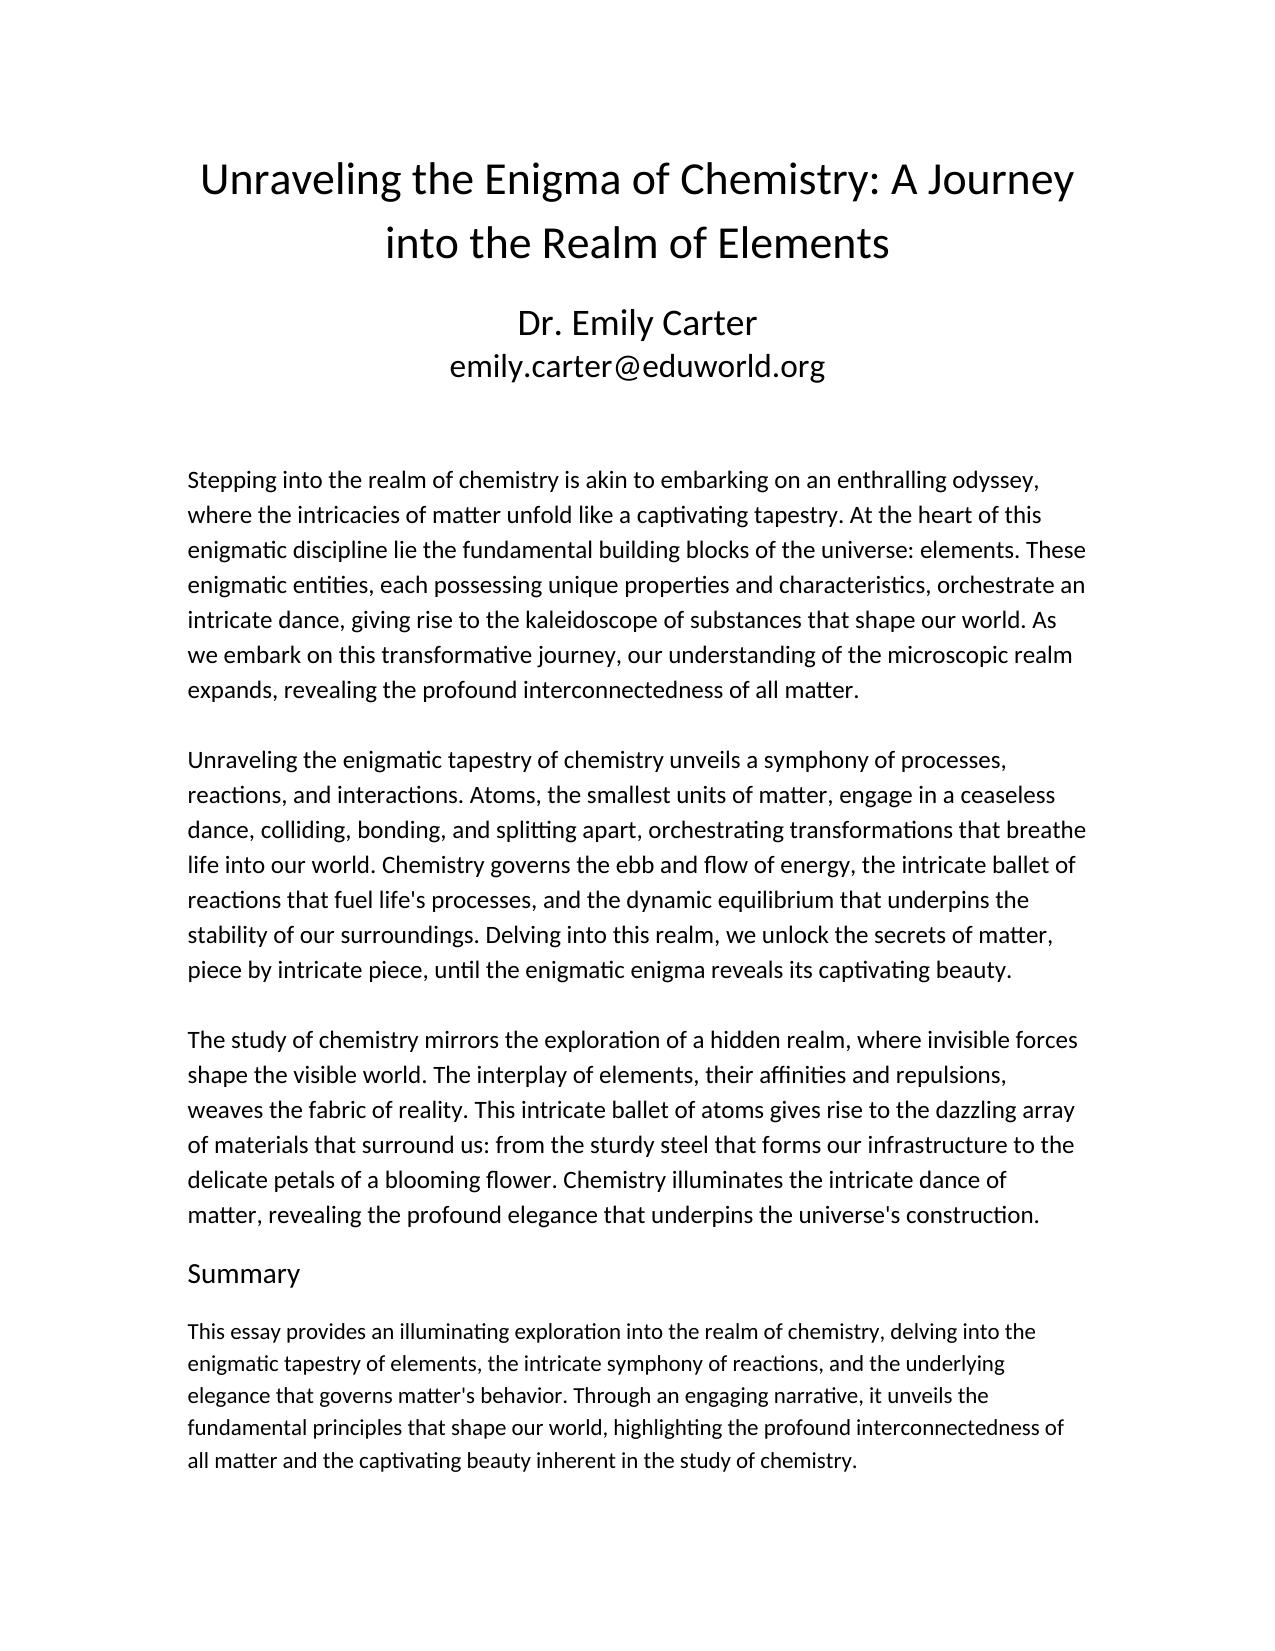 Unraveling the Enigma of Chemistry: A Journey
into the Realm of Elements
Dr. Emily Carter
emily.carter@eduworld.org
Stepping into the realm of chemistry is akin to embarking on an enthralling odyssey,
where the intricacies of matter unfold like a captivating tapestry. At the heart of this
enigmatic discipline lie the fundamental building blocks of the universe: elements. These
enigmatic entities, each possessing unique properties and characteristics, orchestrate an
intricate dance, giving rise to the kaleidoscope of substances that shape our world. As
we embark on this transformative journey, our understanding of the microscopic realm
expands, revealing the profound interconnectedness of all matter.
Unraveling the enigmatic tapestry of chemistry unveils a symphony of processes,
reactions, and interactions. Atoms, the smallest units of matter, engage in a ceaseless
dance, colliding, bonding, and splitting apart, orchestrating transformations that breathe
life into our world. Chemistry governs the ebb and flow of energy, the intricate ballet of
reactions that fuel life's processes, and the dynamic equilibrium that underpins the
stability of our surroundings. Delving into this realm, we unlock the secrets of matter,
piece by intricate piece, until the enigmatic enigma reveals its captivating beauty.
The study of chemistry mirrors the exploration of a hidden realm, where invisible forces
shape the visible world. The interplay of elements, their affinities and repulsions,
weaves the fabric of reality. This intricate ballet of atoms gives rise to the dazzling array
of materials that surround us: from the sturdy steel that forms our infrastructure to the
delicate petals of a blooming flower. Chemistry illuminates the intricate dance of
matter, revealing the profound elegance that underpins the universe's construction.
Summary
This essay provides an illuminating exploration into the realm of chemistry, delving into the
enigmatic tapestry of elements, the intricate symphony of reactions, and the underlying
elegance that governs matter's behavior. Through an engaging narrative, it unveils the
fundamental principles that shape our world, highlighting the profound interconnectedness of
all matter and the captivating beauty inherent in the study of chemistry.